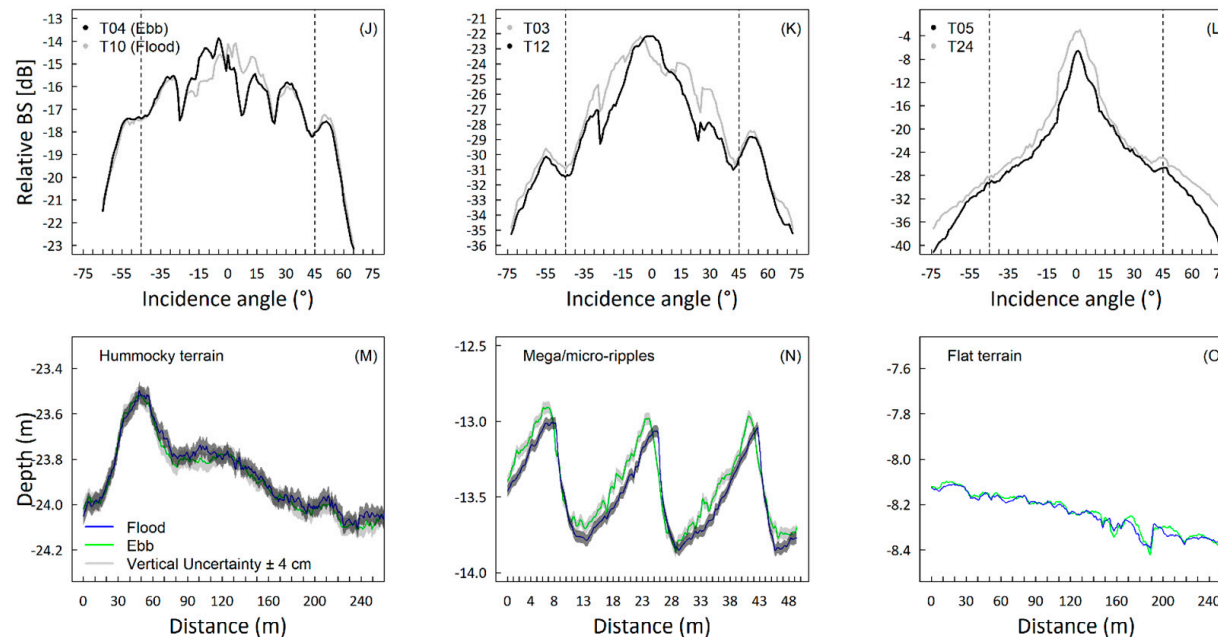 T04 (Ebb)
T10 (Flood)
(J)
Relative BS [dB]
-13
-14
-15
-16
-17
-18
-19
-20
-21
-22
-23
-75 -55 -35 -15 0 15 30 45 60 75
Incidence angle (°)
T03
T12
(K)
-21
-22
-23
-24
-25
-26
-27
-28
-29
-30
-31
-32
-33
-34
-35
-36
-75 -55 -35 -15 0 15 30 45 60 75
Incidence angle (°)
T05
T24
(L
-4
-8
-12
-16
-20
-24
-28
-32
-36
-40
-75 -55 -35 -15 0 15 30 45 60 75
Incidence angle (°)
Hummocky terrain
(M)
Depth (m)
-23.4
-23.6
-23.8
-24.0
-24.2
Flood
Ebb
Vertical Uncertainty ± 4 cm
0 30 60 90 120 160 200 240
Distance (m)
Mega/micro-ripples
(N)
-12.5
-13.0
-13.5
-14.0
0 4 8 13 18 23 28 33 38 43 48
Distance (m)
Flat terrain
(O
-7.6
-7.8
-8.0
-8.2
-8.4
0 30 60 90 120 160 200 240
Distance (m)